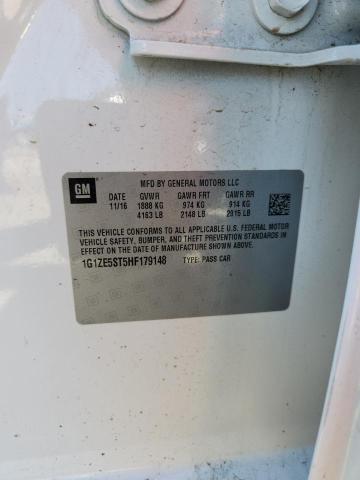 GM
MFD BY GENERAL MOTORS LLC
DATE GVWR GAWR FRT GAWR RR
11/16 1888 KG 974 KG 914 KG
4163 LB 2148 LB 2015 LB
THIS VEHICLE CONFORMS TO ALL APPLICABLE U.S. FEDERAL MOTOR
VEHICLE SAFETY, BUMPER, AND THEFT PREVENTION STANDARDS
IN EFFECT ON THE DATE OF MANUFACTURE SHOWN ABOVE.
1G1ZE5ST5HF179148 TYPE: PASS CAR